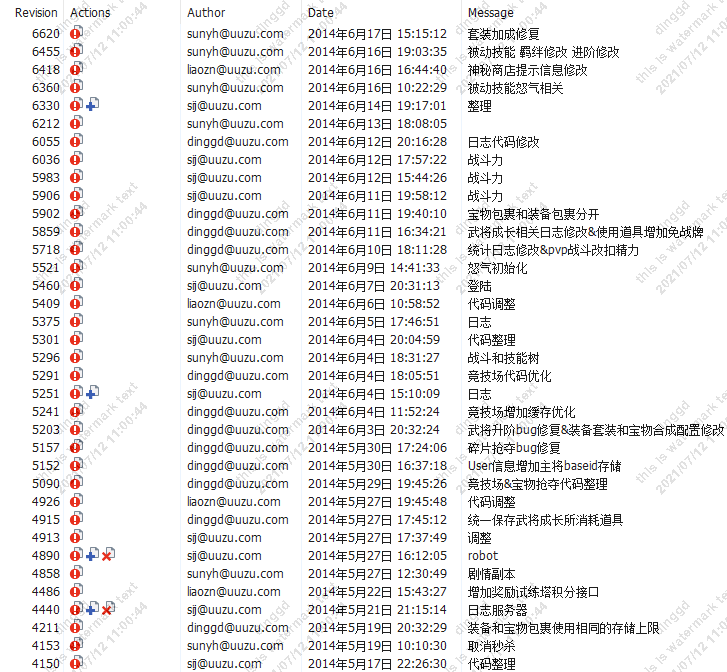 Revision Actions Author Date Message
6620 sunyh@uuzu.com 2014年6月17日 15:15:12 套装加成修复
6455 sunyh@uuzu.com 2014年6月16日 19:03:35 被动技能 羁绊修改 进阶修改
6418 liaozn@uuzu.com 2014年6月16日 16:44:40 神秘商店提示信息修改
6360 sunyh@uuzu.com 2014年6月16日 10:22:29 被动技能怒气相关
6330 sij@uuzu.com 2014年6月14日 19:17:01 整理
6212 sunyh@uuzu.com 2014年6月13日 18:08:05
6055 dinggd@uuzu.com 2014年6月12日 20:16:28 日志代码修改
6036 sij@uuzu.com 2014年6月12日 17:57:22 战斗力
5983 sij@uuzu.com 2014年6月12日 15:44:26 战斗力
5906 sij@uuzu.com 2014年6月11日 19:58:12 战斗力
5902 dinggd@uuzu.com 2014年6月11日 19:40:10 宝物包裹和装备包裹分开
5859 dinggd@uuzu.com 2014年6月11日 16:34:21 武将成长相关日志修改&使用道具增加免战牌
5718 dinggd@uuzu.com 2014年6月10日 18:11:28 统计日志修改&pvp战斗改扣精力
5521 sunyh@uuzu.com 2014年6月9日 14:41:33 怒气初始化
5460 sij@uuzu.com 2014年6月7日 20:31:13 登陆
5409 liaozn@uuzu.com 2014年6月6日 10:58:52 代码调整
5375 sunyh@uuzu.com 2014年6月5日 17:46:51 日志
5301 sij@uuzu.com 2014年6月4日 20:04:59 代码整理
5296 sunyh@uuzu.com 2014年6月4日 18:31:27 战斗和技能树
5291 dinggd@uuzu.com 2014年6月4日 18:05:51 竞技场代码优化
5251 sij@uuzu.com 2014年6月4日 15:10:09 日志
5241 dinggd@uuzu.com 2014年6月4日 11:52:24 竞技场增加缓存优化
5203 dinggd@uuzu.com 2014年6月3日 20:32:24 武将升阶bug修复&装备套装和宝物合成配置修改
5157 dinggd@uuzu.com 2014年5月30日 17:24:06 碎片抢夺bug修复
5152 dinggd@uuzu.com 2014年5月30日 16:37:18 User信息增加主将baseid存储
5090 dinggd@uuzu.com 2014年5月29日 19:45:26 竞技场&宝物抢夺代码整理
4926 liaozn@uuzu.com 2014年5月27日 19:45:48 代码调整
4915 dinggd@uuzu.com 2014年5月27日 17:45:12 统一保存武将成长所消耗道具
4913 sij@uuzu.com 2014年5月27日 17:37:49 调整
4890 sij@uuzu.com 2014年5月27日 16:12:05 robot
4858 sunyh@uuzu.com 2014年5月27日 12:30:49 剧情副本
4486 liaozn@uuzu.com 2014年5月22日 15:43:27 增加奖励试练塔积分接口
4440 sij@uuzu.com 2014年5月21日 21:15:14 日志服务器
4211 dinggd@uuzu.com 2014年5月19日 20:32:29 装备和宝物包裹使用相同的存储上限
4153 sunyh@uuzu.com 2014年5月19日 10:10:30 取消秒杀
4150 sij@uuzu.com 2014年5月17日 22:26:30 代码整理
dinggd
this is watermark text
2021/07/12 11:00:44